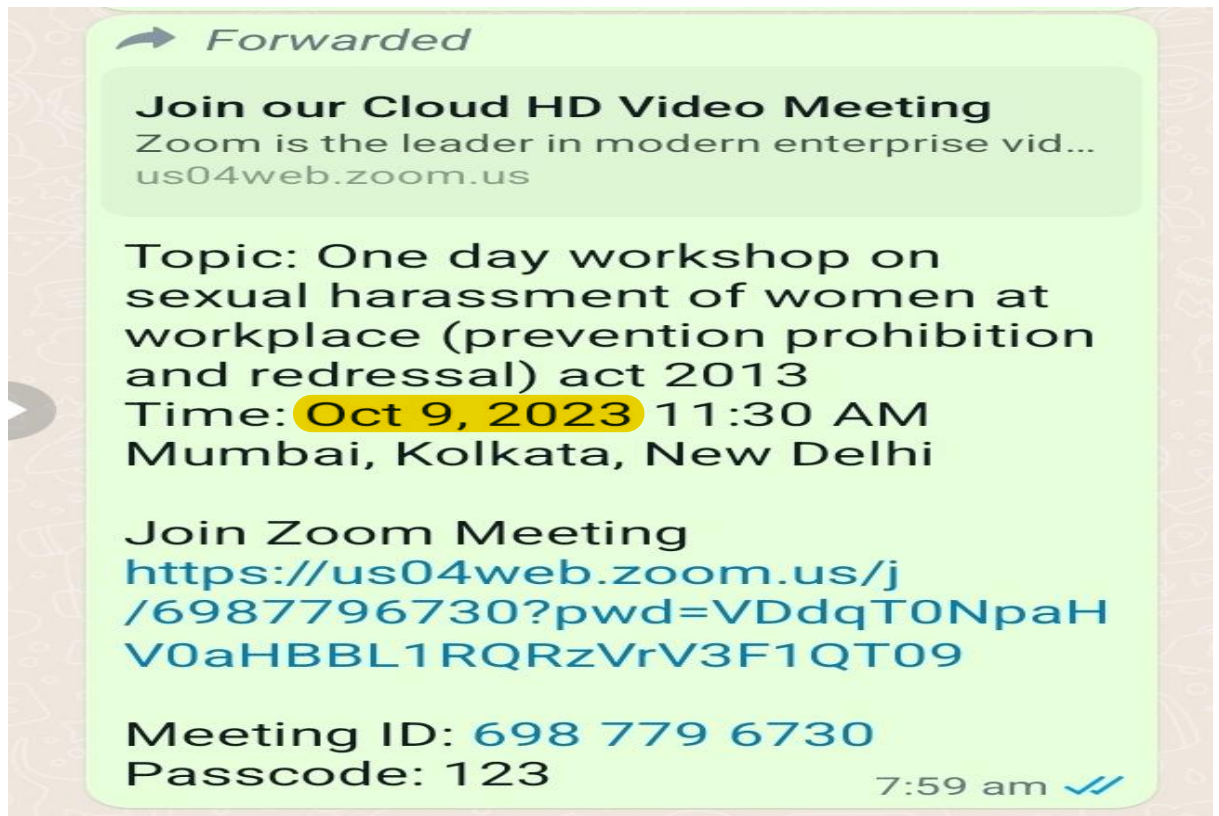 Forwarded
Join our Cloud HD Video Meeting
Zoom is the leader in modern enterprise vid...
us04web.zoom.us
Topic: One day workshop on
sexual harassment of women at
workplace (prevention prohibition
and redressal) act 2013
Time: Oct 9, 2023 11:30 AM
Mumbai, Kolkata, New Delhi
Join Zoom Meeting
https://us04web.zoom.us/j
/6987796730?pwd=VDdqT0NpaH
V0aHBBL1RQRzVrV3F1QT09
Meeting ID: 698 779 6730
Passcode: 123
7:59 am